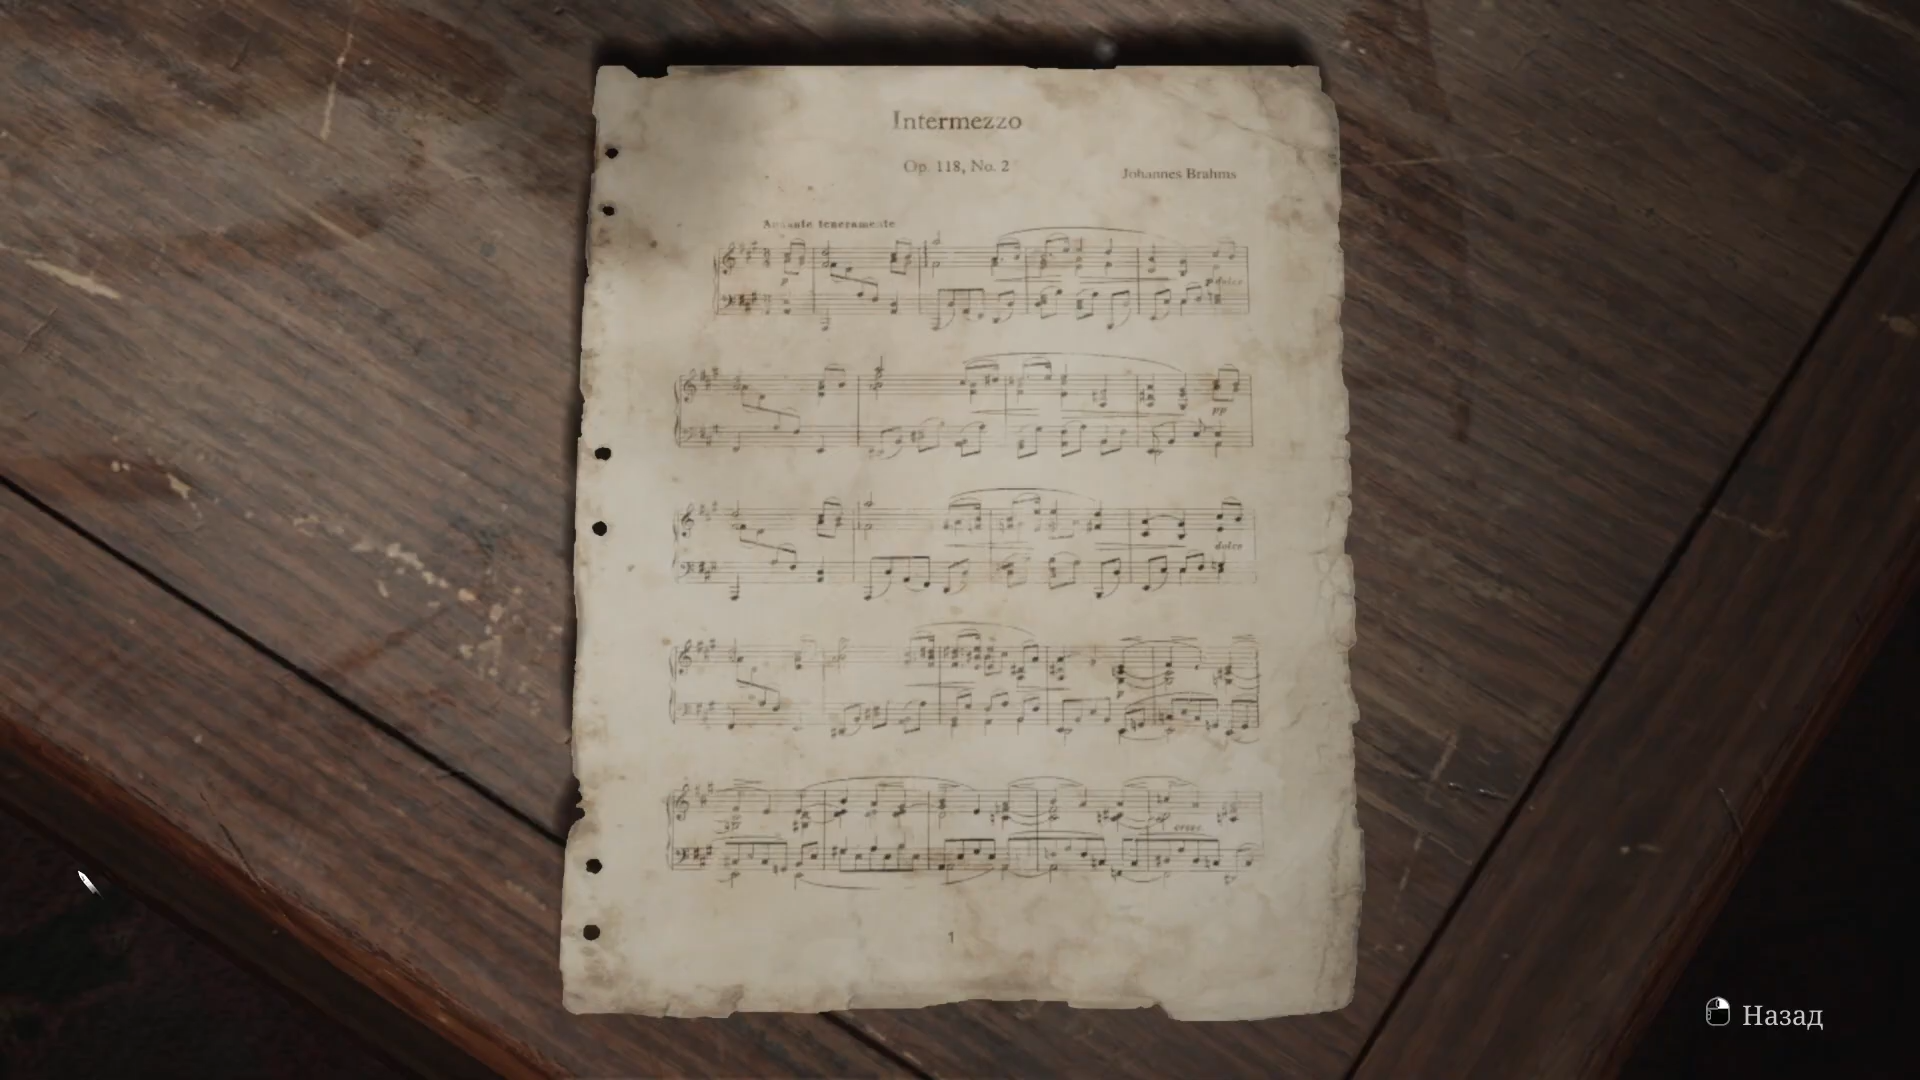 Intermezzo
Op. 118, No. 2
Johannes Brahms
Andante teneramente
p
p dolce
pp
dolce
p
cresc.
1
Назад